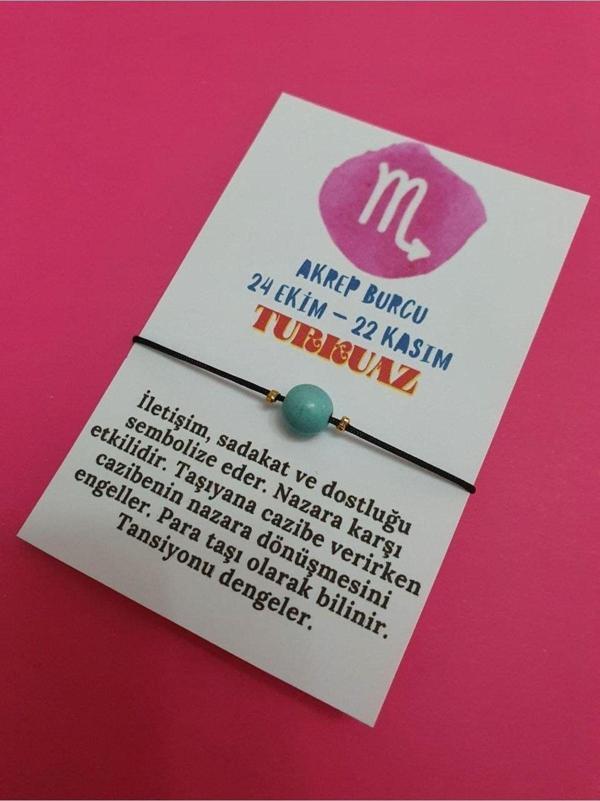 AKREP BURCU
24 EKİM – 22 KASIM
TURKUAZ
İletişim, sadakat ve dostluğu
sembolize eder. Nazara karşı
etkilidir. Taşıyana cazibe verirken
cazibenin nazara dönüşmesini
engeller. Para taşı olarak bilinir.
Tansiyonu dengeler.